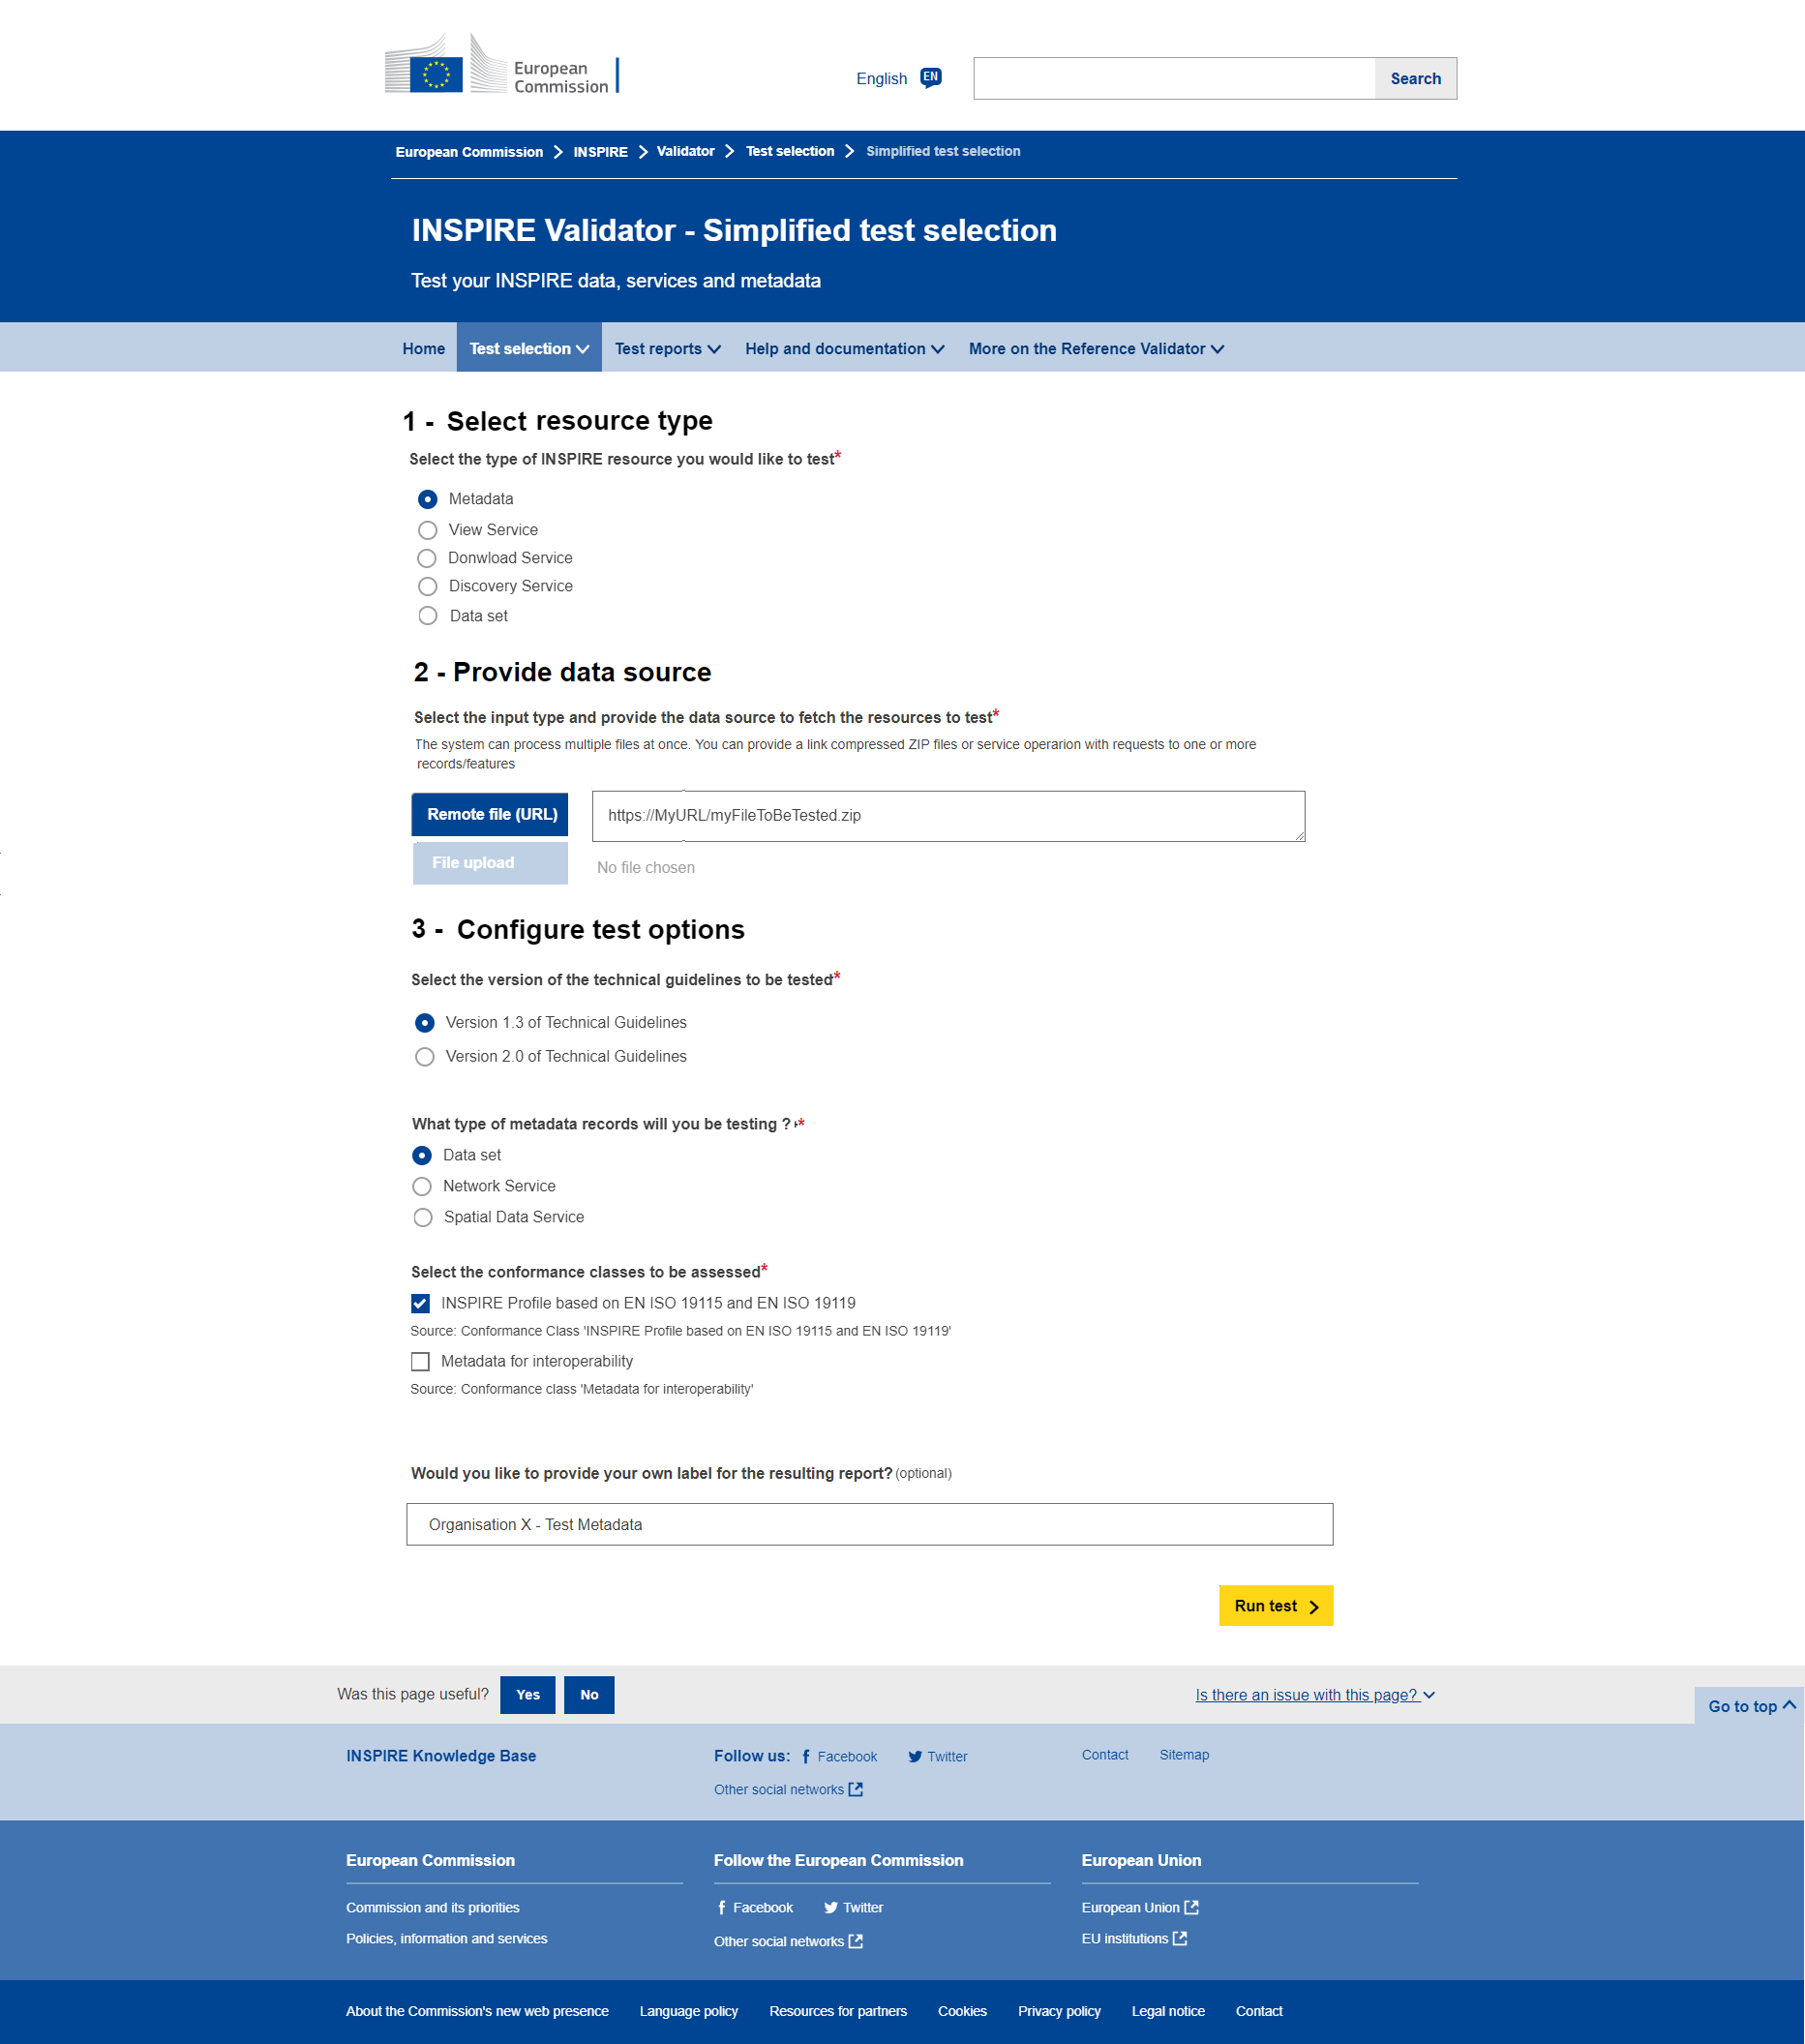 European
Commission
English EN Search
European Commission INSPIRE Validator Test selection Simplified test selection
INSPIRE Validator - Simplified test selection
Test your INSPIRE data, services and metadata
Home Test selection Test reports Help and documentation More on the Reference Validator
1 - Select resource type
Select the type of INSPIRE resource you would like to test*
Metadata
View Service
Donwload Service
Discovery Service
Data set
2 - Provide data source
Select the input type and provide the data source to fetch the resources to test*
The system can process multiple files at once. You can provide a link compressed ZIP files or service operarion with requests to one or more
records/features
Remote file (URL) https://MyURL/myFileToBeTested.zip
File upload No file chosen
3 - Configure test options
Select the version of the technical guidelines to be tested*
Version 1.3 of Technical Guidelines
Version 2.0 of Technical Guidelines
What type of metadata records will you be testing ? *
Data set
Network Service
Spatial Data Service
Select the conformance classes to be assessed*
INSPIRE Profile based on EN ISO 19115 and EN ISO 19119
Source: Conformance Class 'INSPIRE Profile based on EN ISO 19115 and EN ISO 19119'
Metadata for interoperability
Source: Conformance class 'Metadata for interoperability'
Would you like to provide your own label for the resulting report? (optional)
Organisation X - Test Metadata
Run test
Was this page useful? Yes No Is there an issue with this page?
Go to top
INSPIRE Knowledge Base Follow us: Facebook Twitter Contact Sitemap
Other social networks
European Commission Follow the European Commission European Union
Commission and its priorities Facebook Twitter European Union
Policies, information and services Other social networks EU institutions
About the Commission's new web presence Language policy Resources for partners Cookies Privacy policy Legal notice Contact